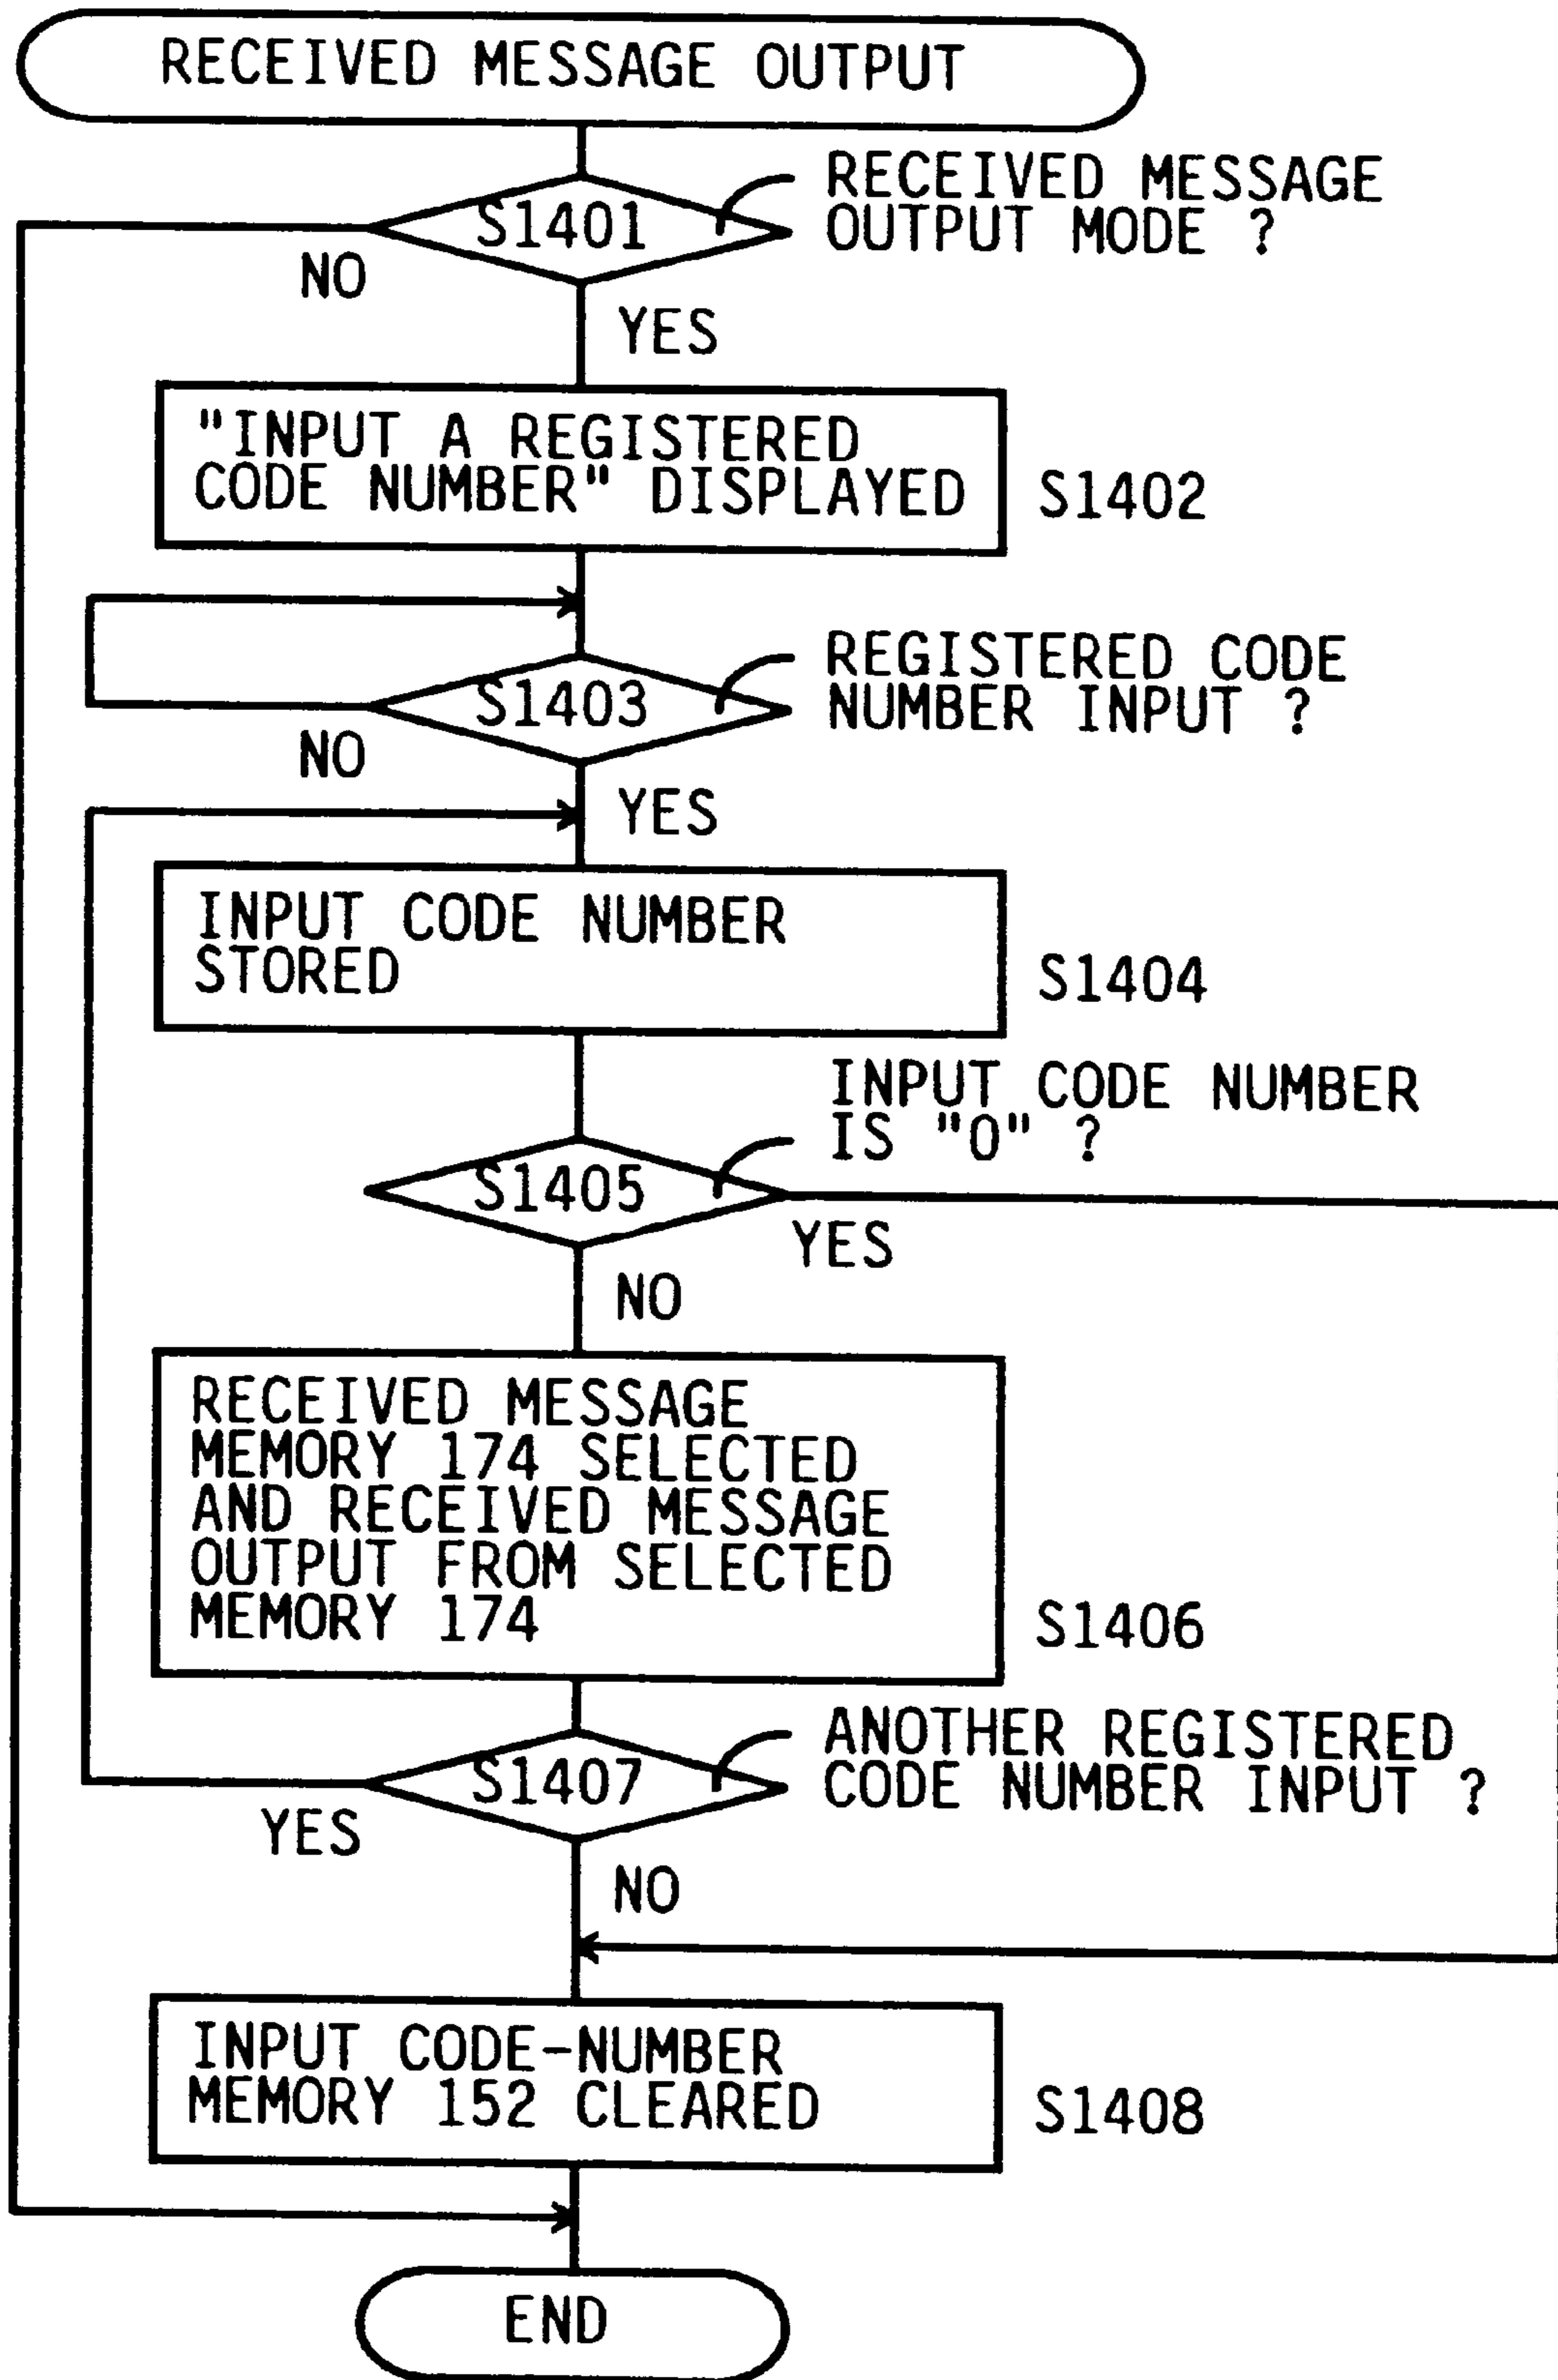 RECEIVED MESSAGE OUTPUT
S1401
RECEIVED MESSAGE
OUTPUT MODE ?
NO
YES
"INPUT A REGISTERED
CODE NUMBER" DISPLAYED
S1402
S1403
REGISTERED CODE
NUMBER INPUT ?
NO
YES
INPUT CODE NUMBER
STORED
S1404
INPUT CODE NUMBER
IS "0" ?
S1405
YES
NO
RECEIVED MESSAGE
MEMORY 174 SELECTED
AND RECEIVED MESSAGE
OUTPUT FROM SELECTED
MEMORY 174
S1406
S1407
ANOTHER REGISTERED
CODE NUMBER INPUT ?
YES
NO
INPUT CODE-NUMBER
MEMORY 152 CLEARED
S1408
END